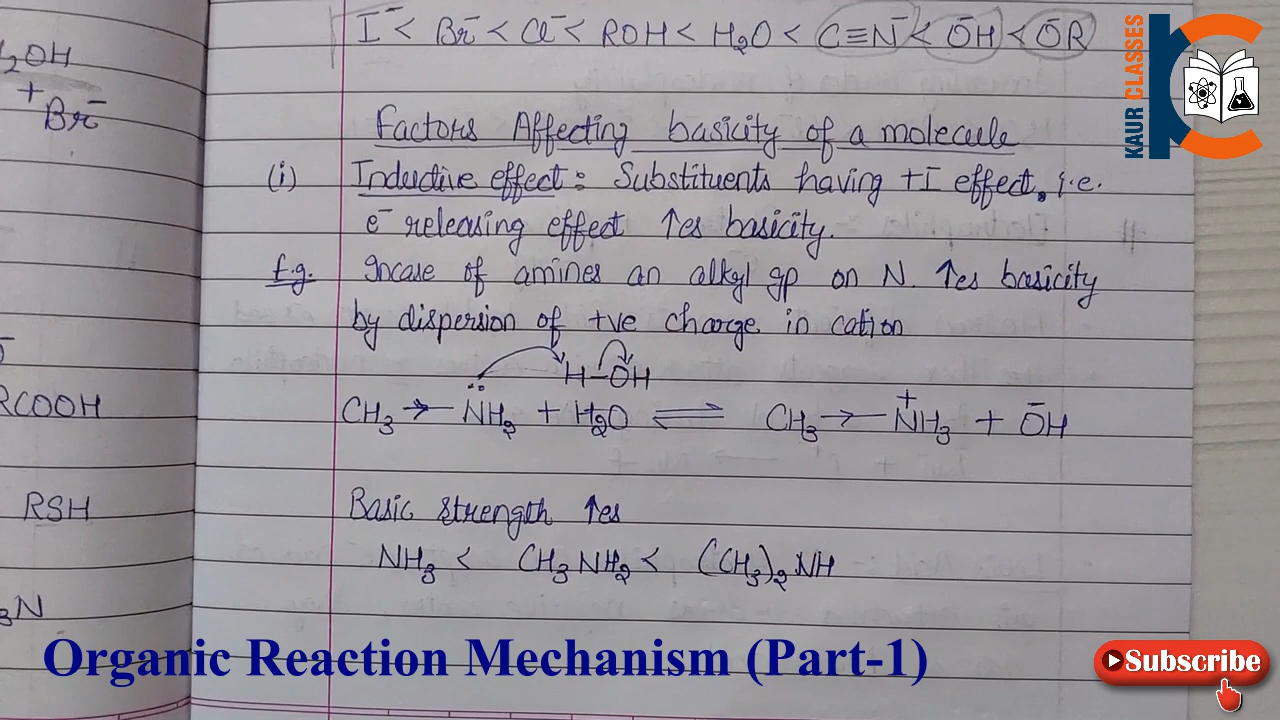 I⁻ < Br⁻ < Cl⁻ < ROH < H₂O < C≡N⁻ < ŌH < ŌR
₂OH
+ Br⁻
KAUR CLASSES
Factors Affecting basicity of a molecule
(i) Inductive effect: Substituents having +I effect, i.e.
e⁻ releasing effect ↑es basicity.
E.g. Incase of amines an alkyl gp on N. ↑es basicity
by dispersion of +ve charge in cation
H-OH
RCOOH
CH₃ → NH₂ + H₂O ⇌ CH₃ → N⁺H₃ + ŌH
RSH
Basic strength ↑es
NH₃ < CH₃NH₂ < (CH₃)₂NH
₃N
Organic Reaction Mechanism (Part-1)
Subscribe